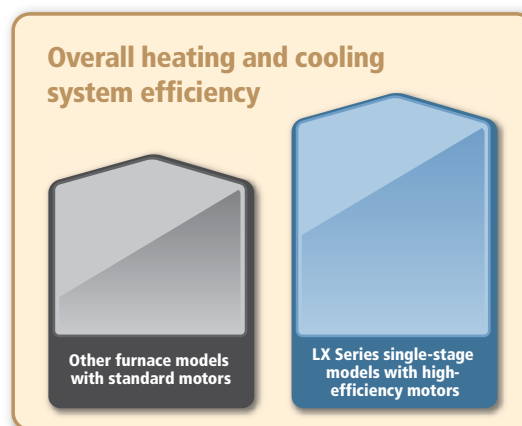 Overall heating and cooling
system efficiency
Other furnace models
with standard motors
LX Series single-stage
models with high-
efficiency motors